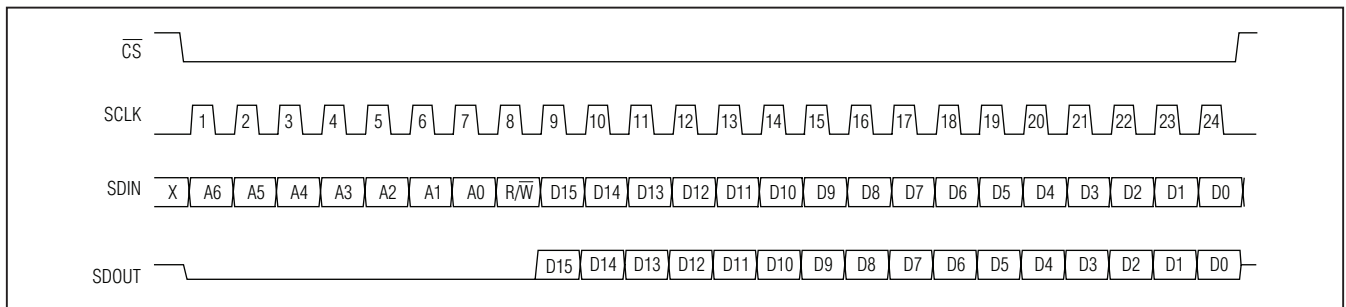 C̅S̅
SCLK 1 2 3 4 5 6 7 8 9 10 11 12 13 14 15 16 17 18 19 20 21 22 23 24
SDIN X A6 A5 A4 A3 A2 A1 A0 R/W̅ D15 D14 D13 D12 D11 D10 D9 D8 D7 D6 D5 D4 D3 D2 D1 D0
SDOUT D15 D14 D13 D12 D11 D10 D9 D8 D7 D6 D5 D4 D3 D2 D1 D0